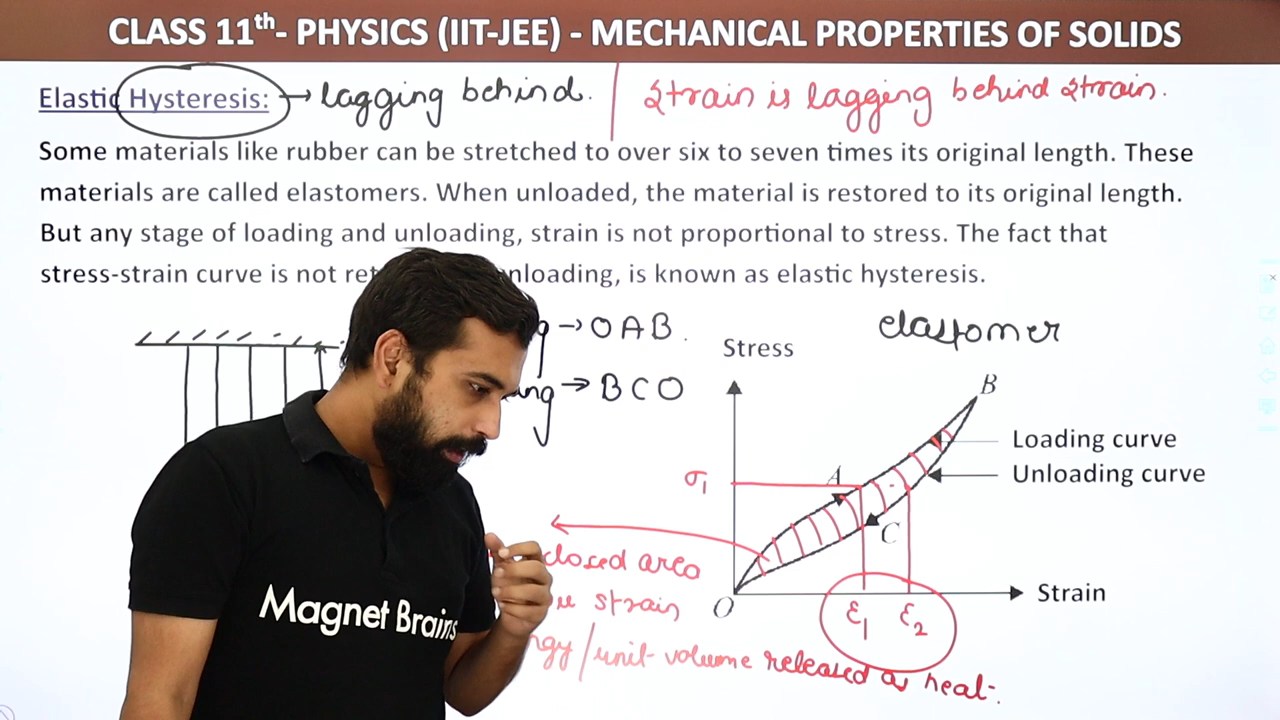 CLASS 11th- PHYSICS (IIT-JEE) - MECHANICAL PROPERTIES OF SOLIDS
Elastic Hysteresis: → lagging behind. | Strain is lagging behind strain.
Some materials like rubber can be stretched to over six to seven times its original length. These
materials are called elastomers. When unloaded, the material is restored to its original length.
But any stage of loading and unloading, strain is not proportional to stress. The fact that
stress-strain curve is not nloading, is known as elastic hysteresis.
→ OAB.
→ BCO
elastomer
Stress
B
Loading curve
Unloading curve
A
σ1
C
closed area
strain
/unit volume released as heat.
O
ε1 ε2
Strain
Magnet Brains